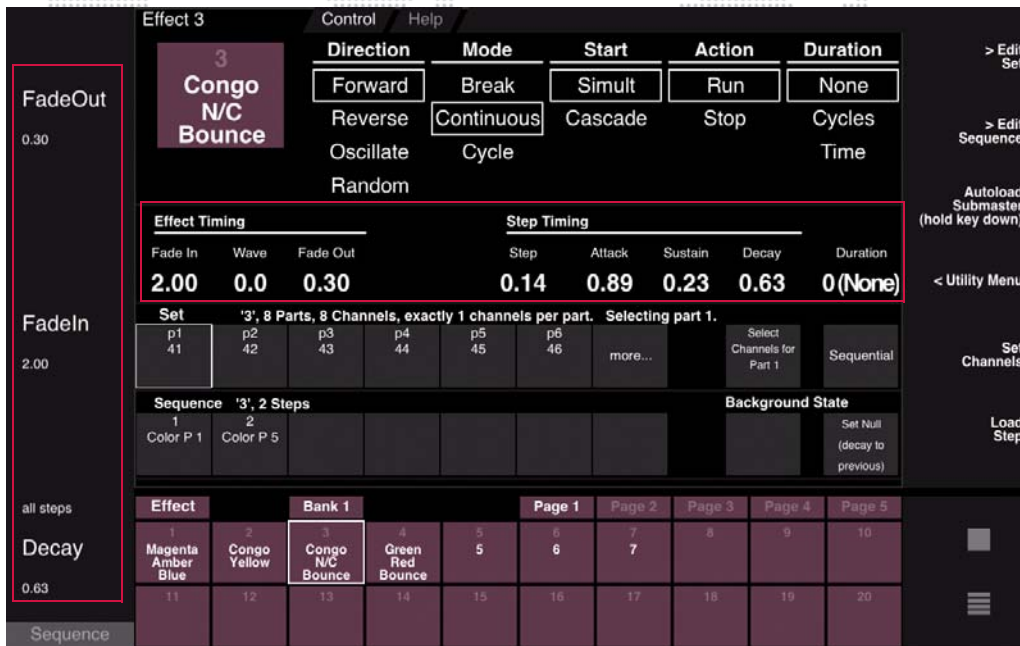 Effect 3 Control Help
FadeOut
0.30
FadeIn
2.00
all steps
Decay
0.63
Sequence
3
Congo
N/C
Bounce
Direction Mode Start Action Duration
Forward Break Simult Run None
Reverse Continuous Cascade Stop Cycles
Oscillate Cycle Time
Random
Effect Timing Step Timing
Fade In Wave Fade Out Step Attack Sustain Decay Duration
2.00 0.0 0.30 0.14 0.89 0.23 0.63 0(None)
Set '3', 8 Parts, 8 Channels, exactly 1 channels per part. Selecting part 1.
p1 p2 p3 p4 p5 p6
41 42 43 44 45 46 more...
Select
Channels for
Part 1
Sequential
Sequence '3', 2 Steps Background State
1 2
Color P 1 Color P 5
Set Null
(decay to
previous)
Effect Bank 1 Page 1 Page 2 Page 3 Page 4 Page 5
1 2 3 4 5 6 7 8 9 10
Magenta
Amber
Blue
Congo
Yellow
Congo
N/C
Bounce
Green
Red
Bounce
5 6 7
11 12 13 14 15 16 17 18 19 20
> Edit
Set
> Edit
Sequence
Autoload
Submaster
(hold key down)
< Utility Menu
Set
Channels
Load
Step